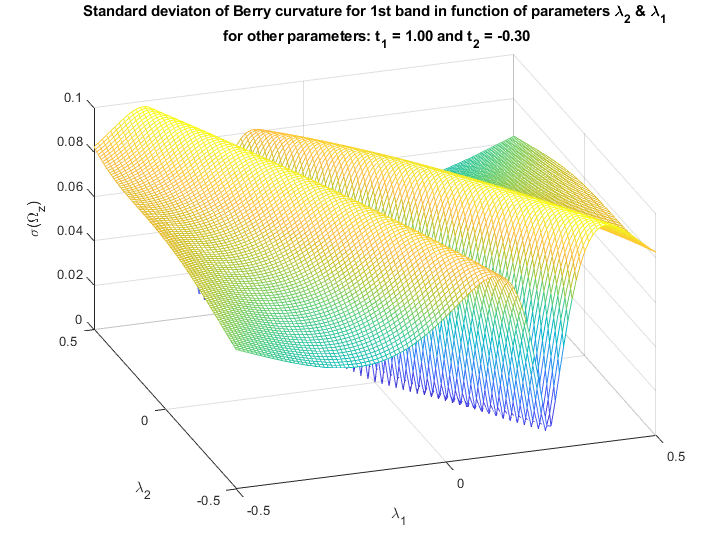 Standard deviaton of Berry curvature for 1st band in function of parameters λ₂ & λ₁
for other parameters: t₁ = 1.00 and t₂ = -0.30
0.1
0.08
0.06
0.04
0.02
0
σ(Ω_z)
0.5
0
-0.5
λ₂
-0.5
0
0.5
λ₁